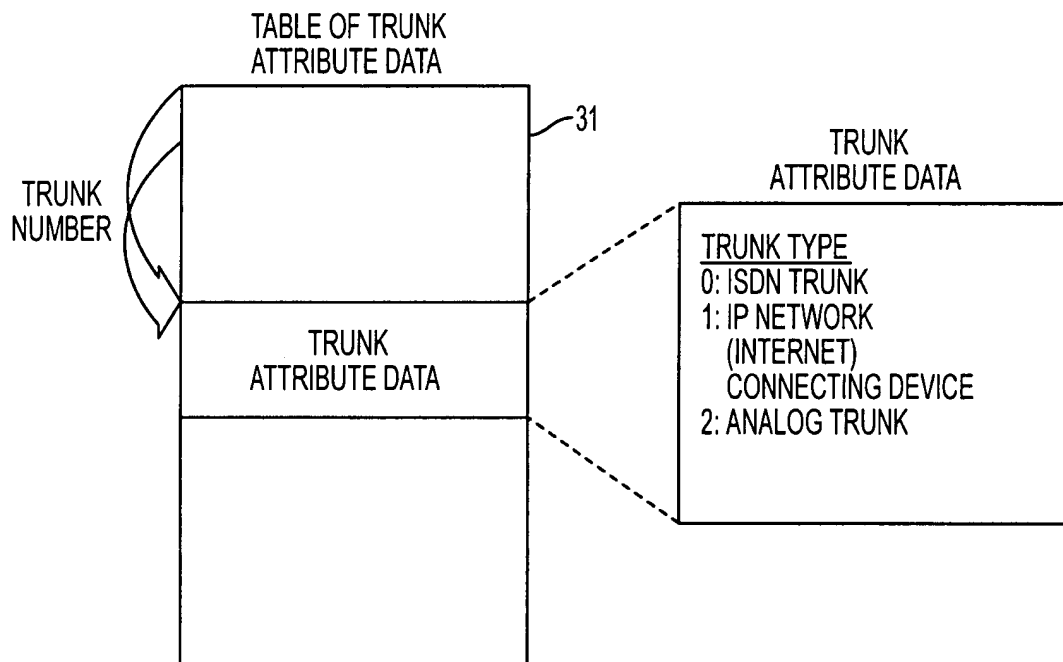 TABLE OF TRUNK
ATTRIBUTE DATA
31
TRUNK
NUMBER
TRUNK
ATTRIBUTE DATA
TRUNK
ATTRIBUTE DATA
TRUNK TYPE
0: ISDN TRUNK
1: IP NETWORK
(INTERNET)
CONNECTING DEVICE
2: ANALOG TRUNK